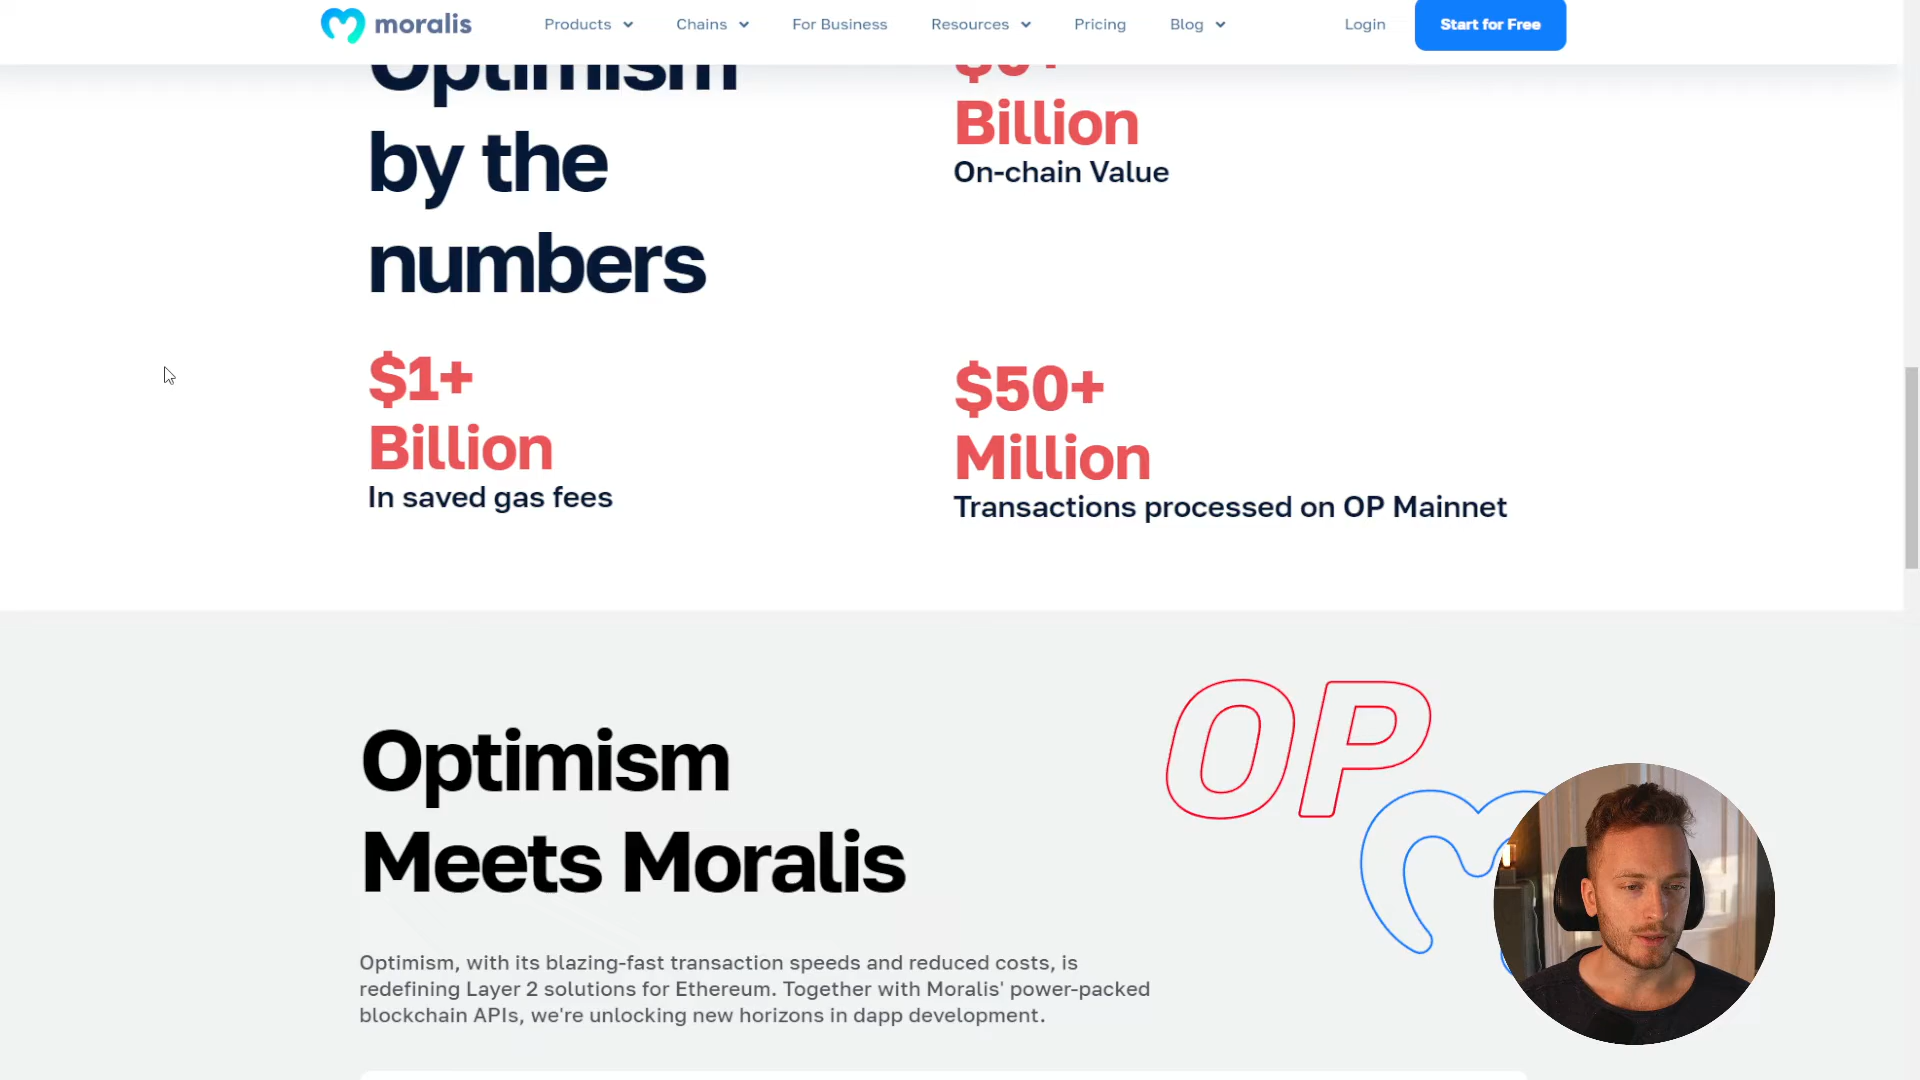 moralis
Products
Chains
For Business
Resources
Pricing
Blog
Login
Start for Free
Optimism
by the
numbers
Billion
On-chain Value
$1+
Billion
In saved gas fees
$50+
Million
Transactions processed on OP Mainnet
OP
Optimism
Meets Moralis
Optimism, with its blazing-fast transaction speeds and reduced costs, is
redefining Layer 2 solutions for Ethereum. Together with Moralis' power-packed
blockchain APIs, we're unlocking new horizons in dapp development.